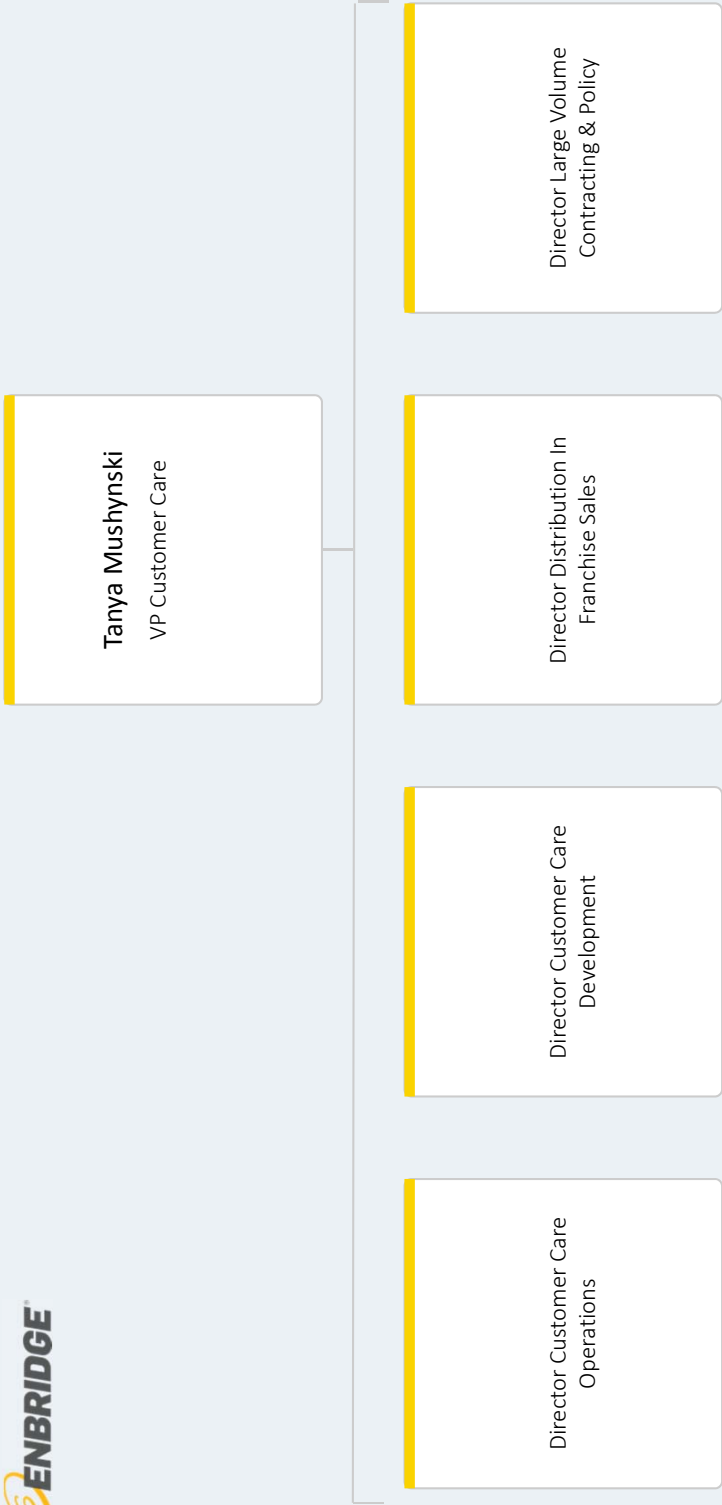 ENBRIDGE
Tanya Mushynski
VP Customer Care
Director Customer Care
Operations
Director Customer Care
Development
Director Distribution In
Franchise Sales
Director Large Volume
Contracting & Policy